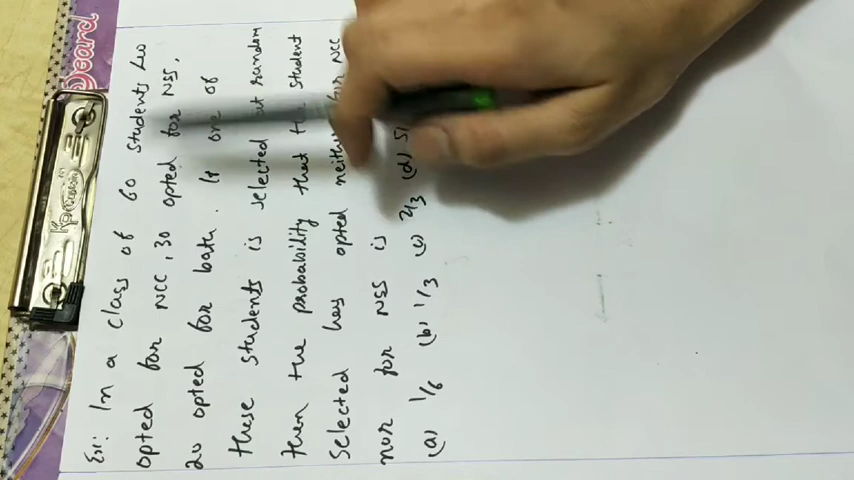 Ex: In a class of 60 students 40
opted for NCC, 30 opted for NSS,
20 opted for both. If one of
these students is selected at random
then the probability that the student
selected has opted for NCC
nor for NSS is
(a) 1/6 (b) 1/3 (c) 2/3 (d)
Board